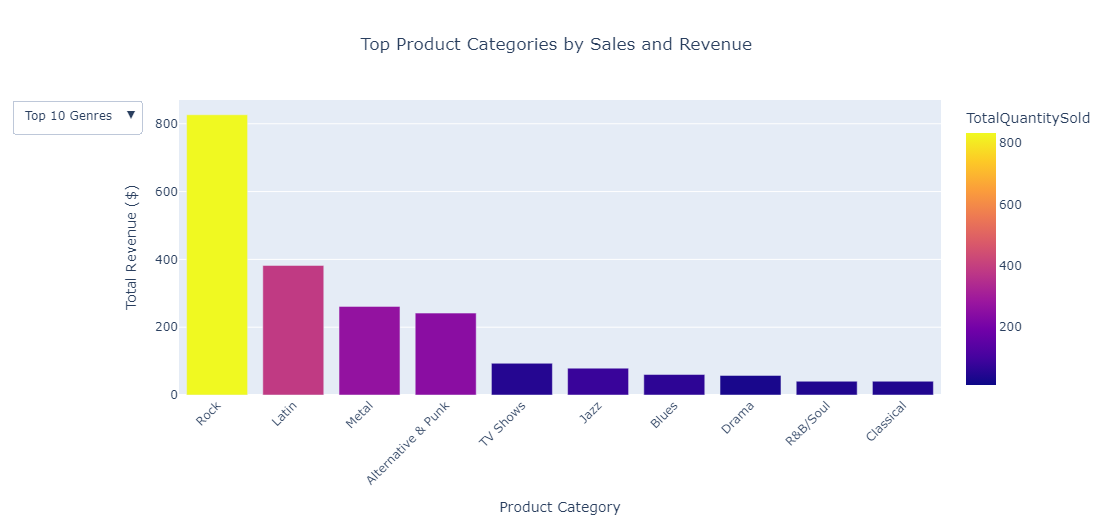 Top Product Categories by Sales and Revenue
Top 10 Genres ▼
Total Revenue ($)
800
600
400
200
0
Rock
Latin
Metal
Alternative & Punk
TV Shows
Jazz
Blues
Drama
R&B/Soul
Classical
Product Category
TotalQuantitySold
800
600
400
200